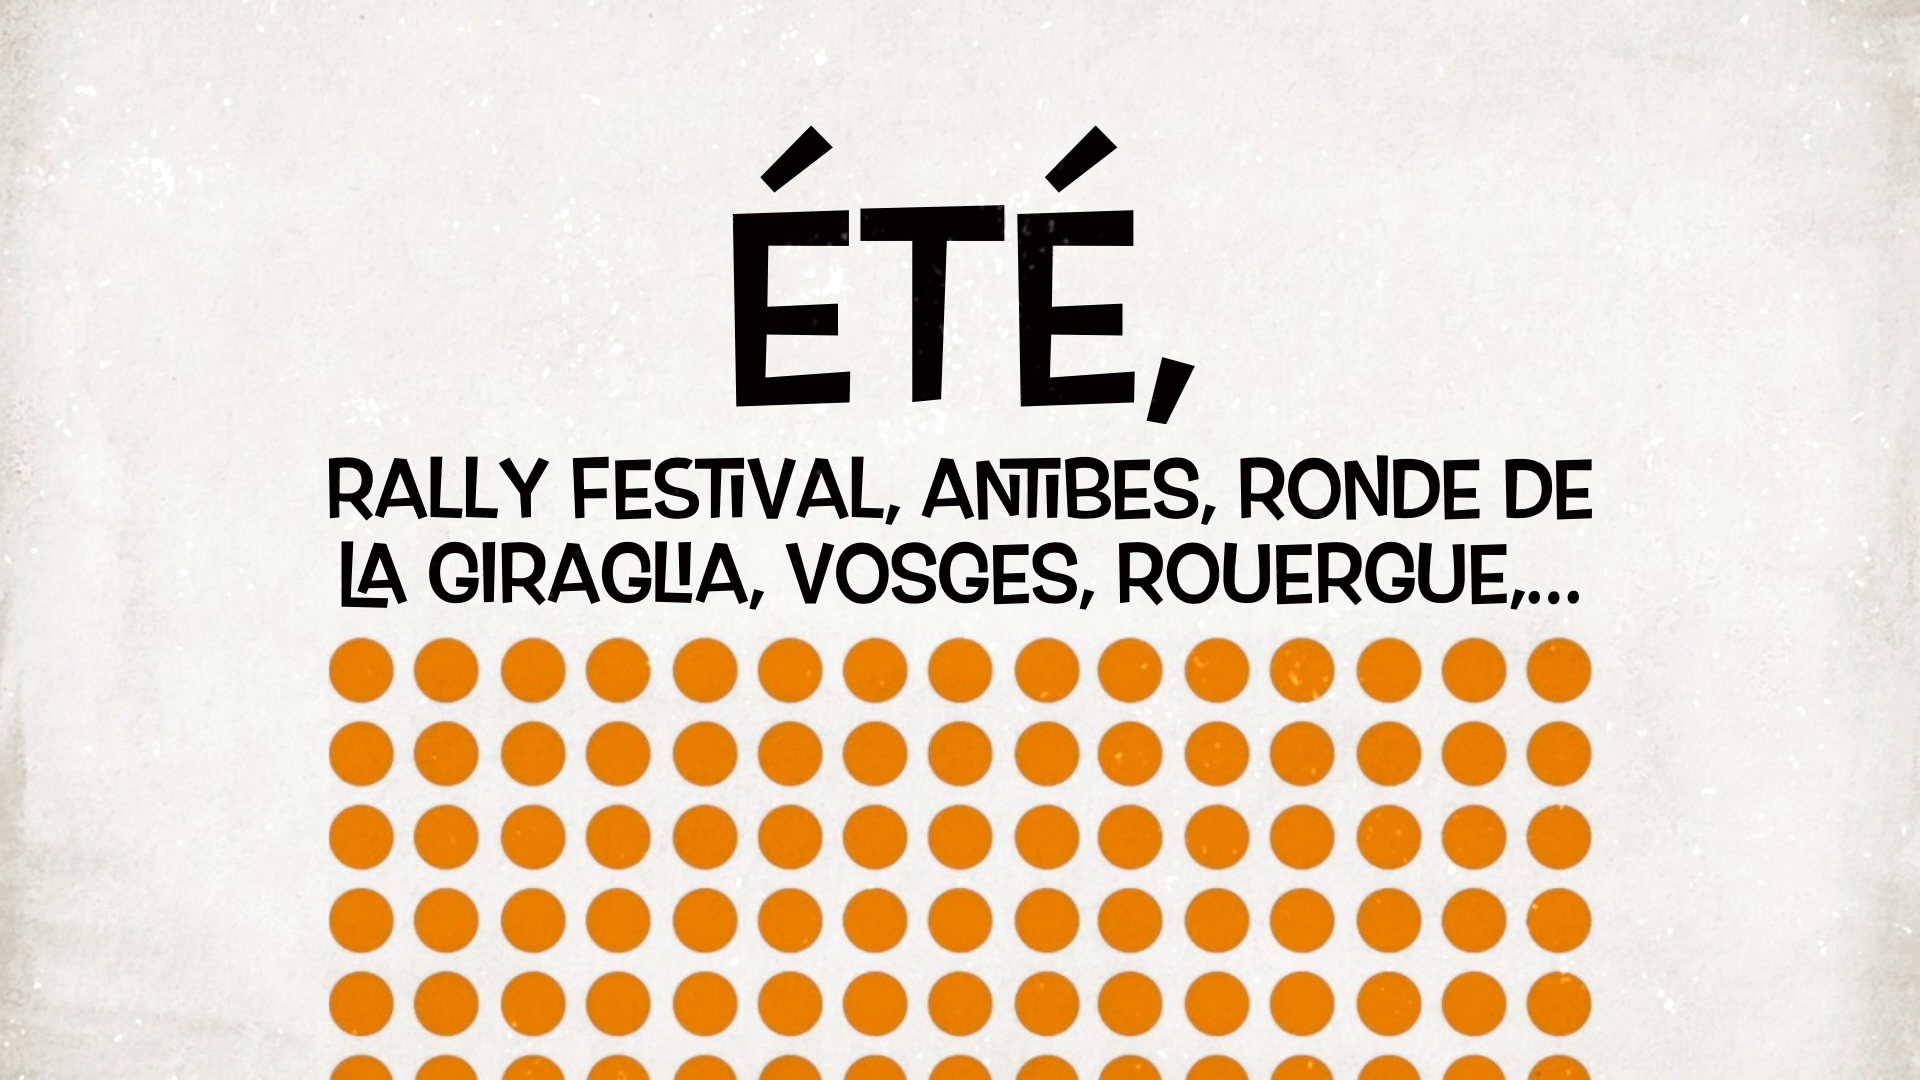 ÉTÉ,
RALLY FESTIVAL, ANTIBES, RONDE DE
LA GIRAGLIA, VOSGES, ROUERGUE,...